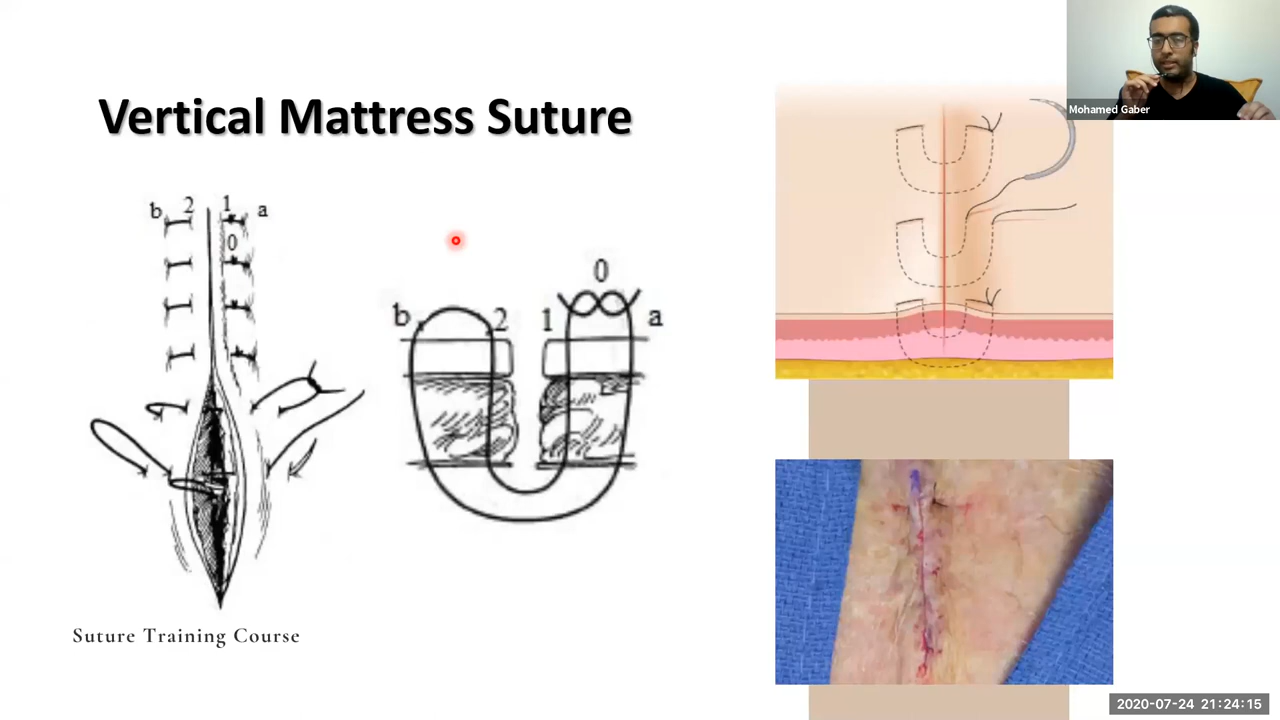 Vertical Mattress Suture
Mohamed Gaber
b 2 1 a
0
0
b 2 1 a
Suture Training Course
2020-07-24 21:24:15